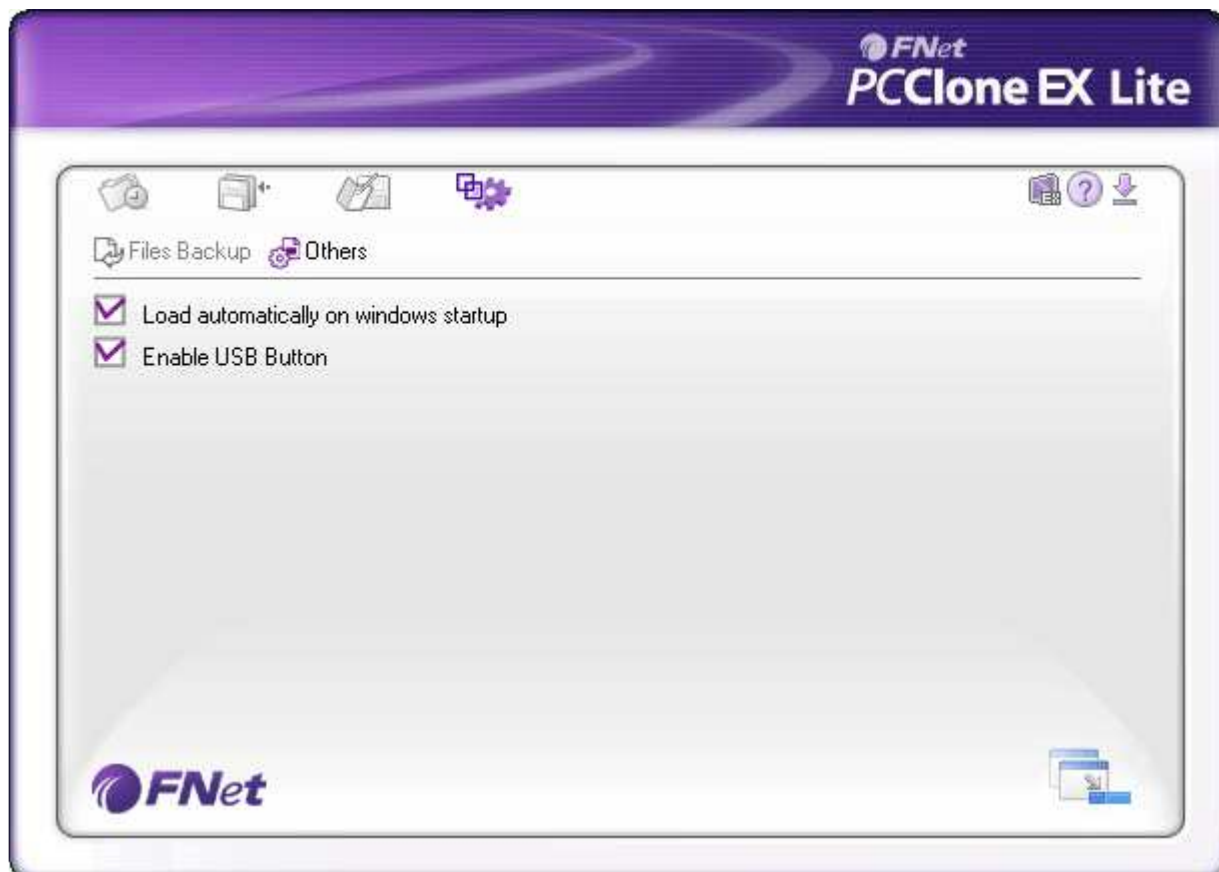 FNet
PCClone EX Lite
Files Backup Others
Load automatically on windows startup
Enable USB Button
FNet